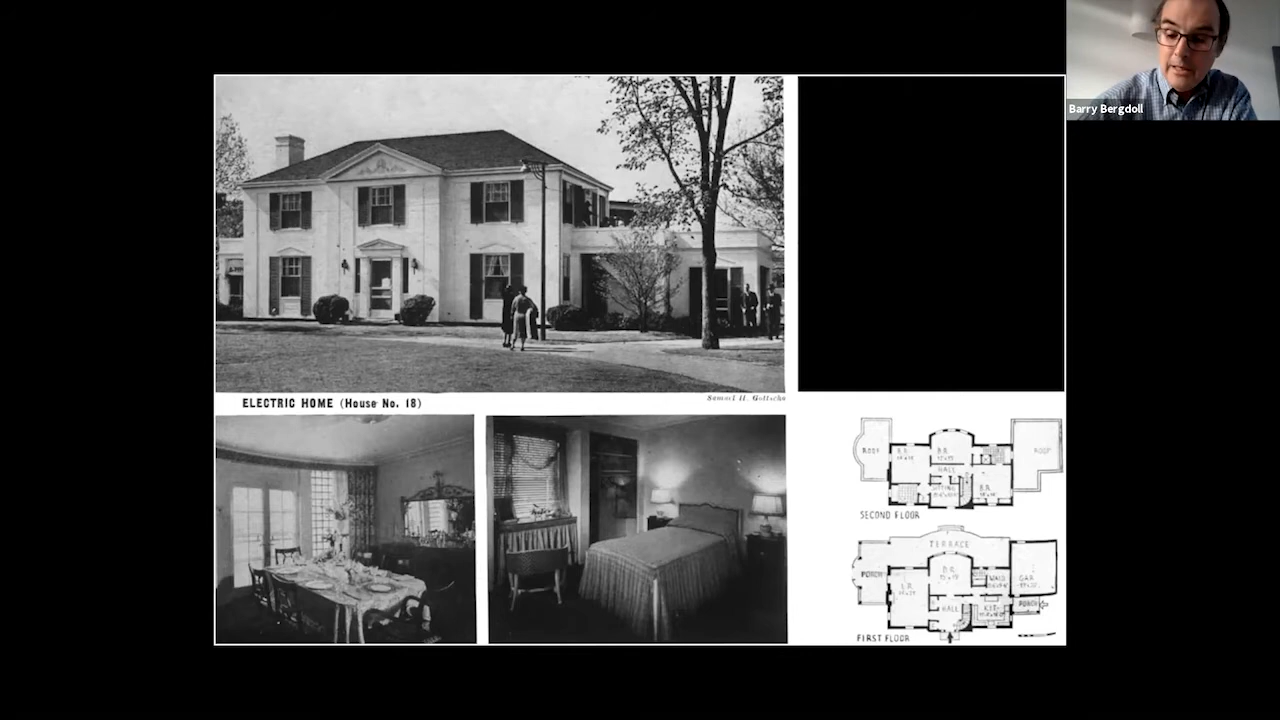 Barry Bergdoll
ELECTRIC HOME (House No. 18)
Samuel H. Gottscho
ROOF
B.R.
B.R.
ROOF
HALL
SITTING
B.R.
SECOND FLOOR
TERRACE
PORCH
D.R.
L.R.
HALL
KIT.
GAR
PORCH
FIRST FLOOR